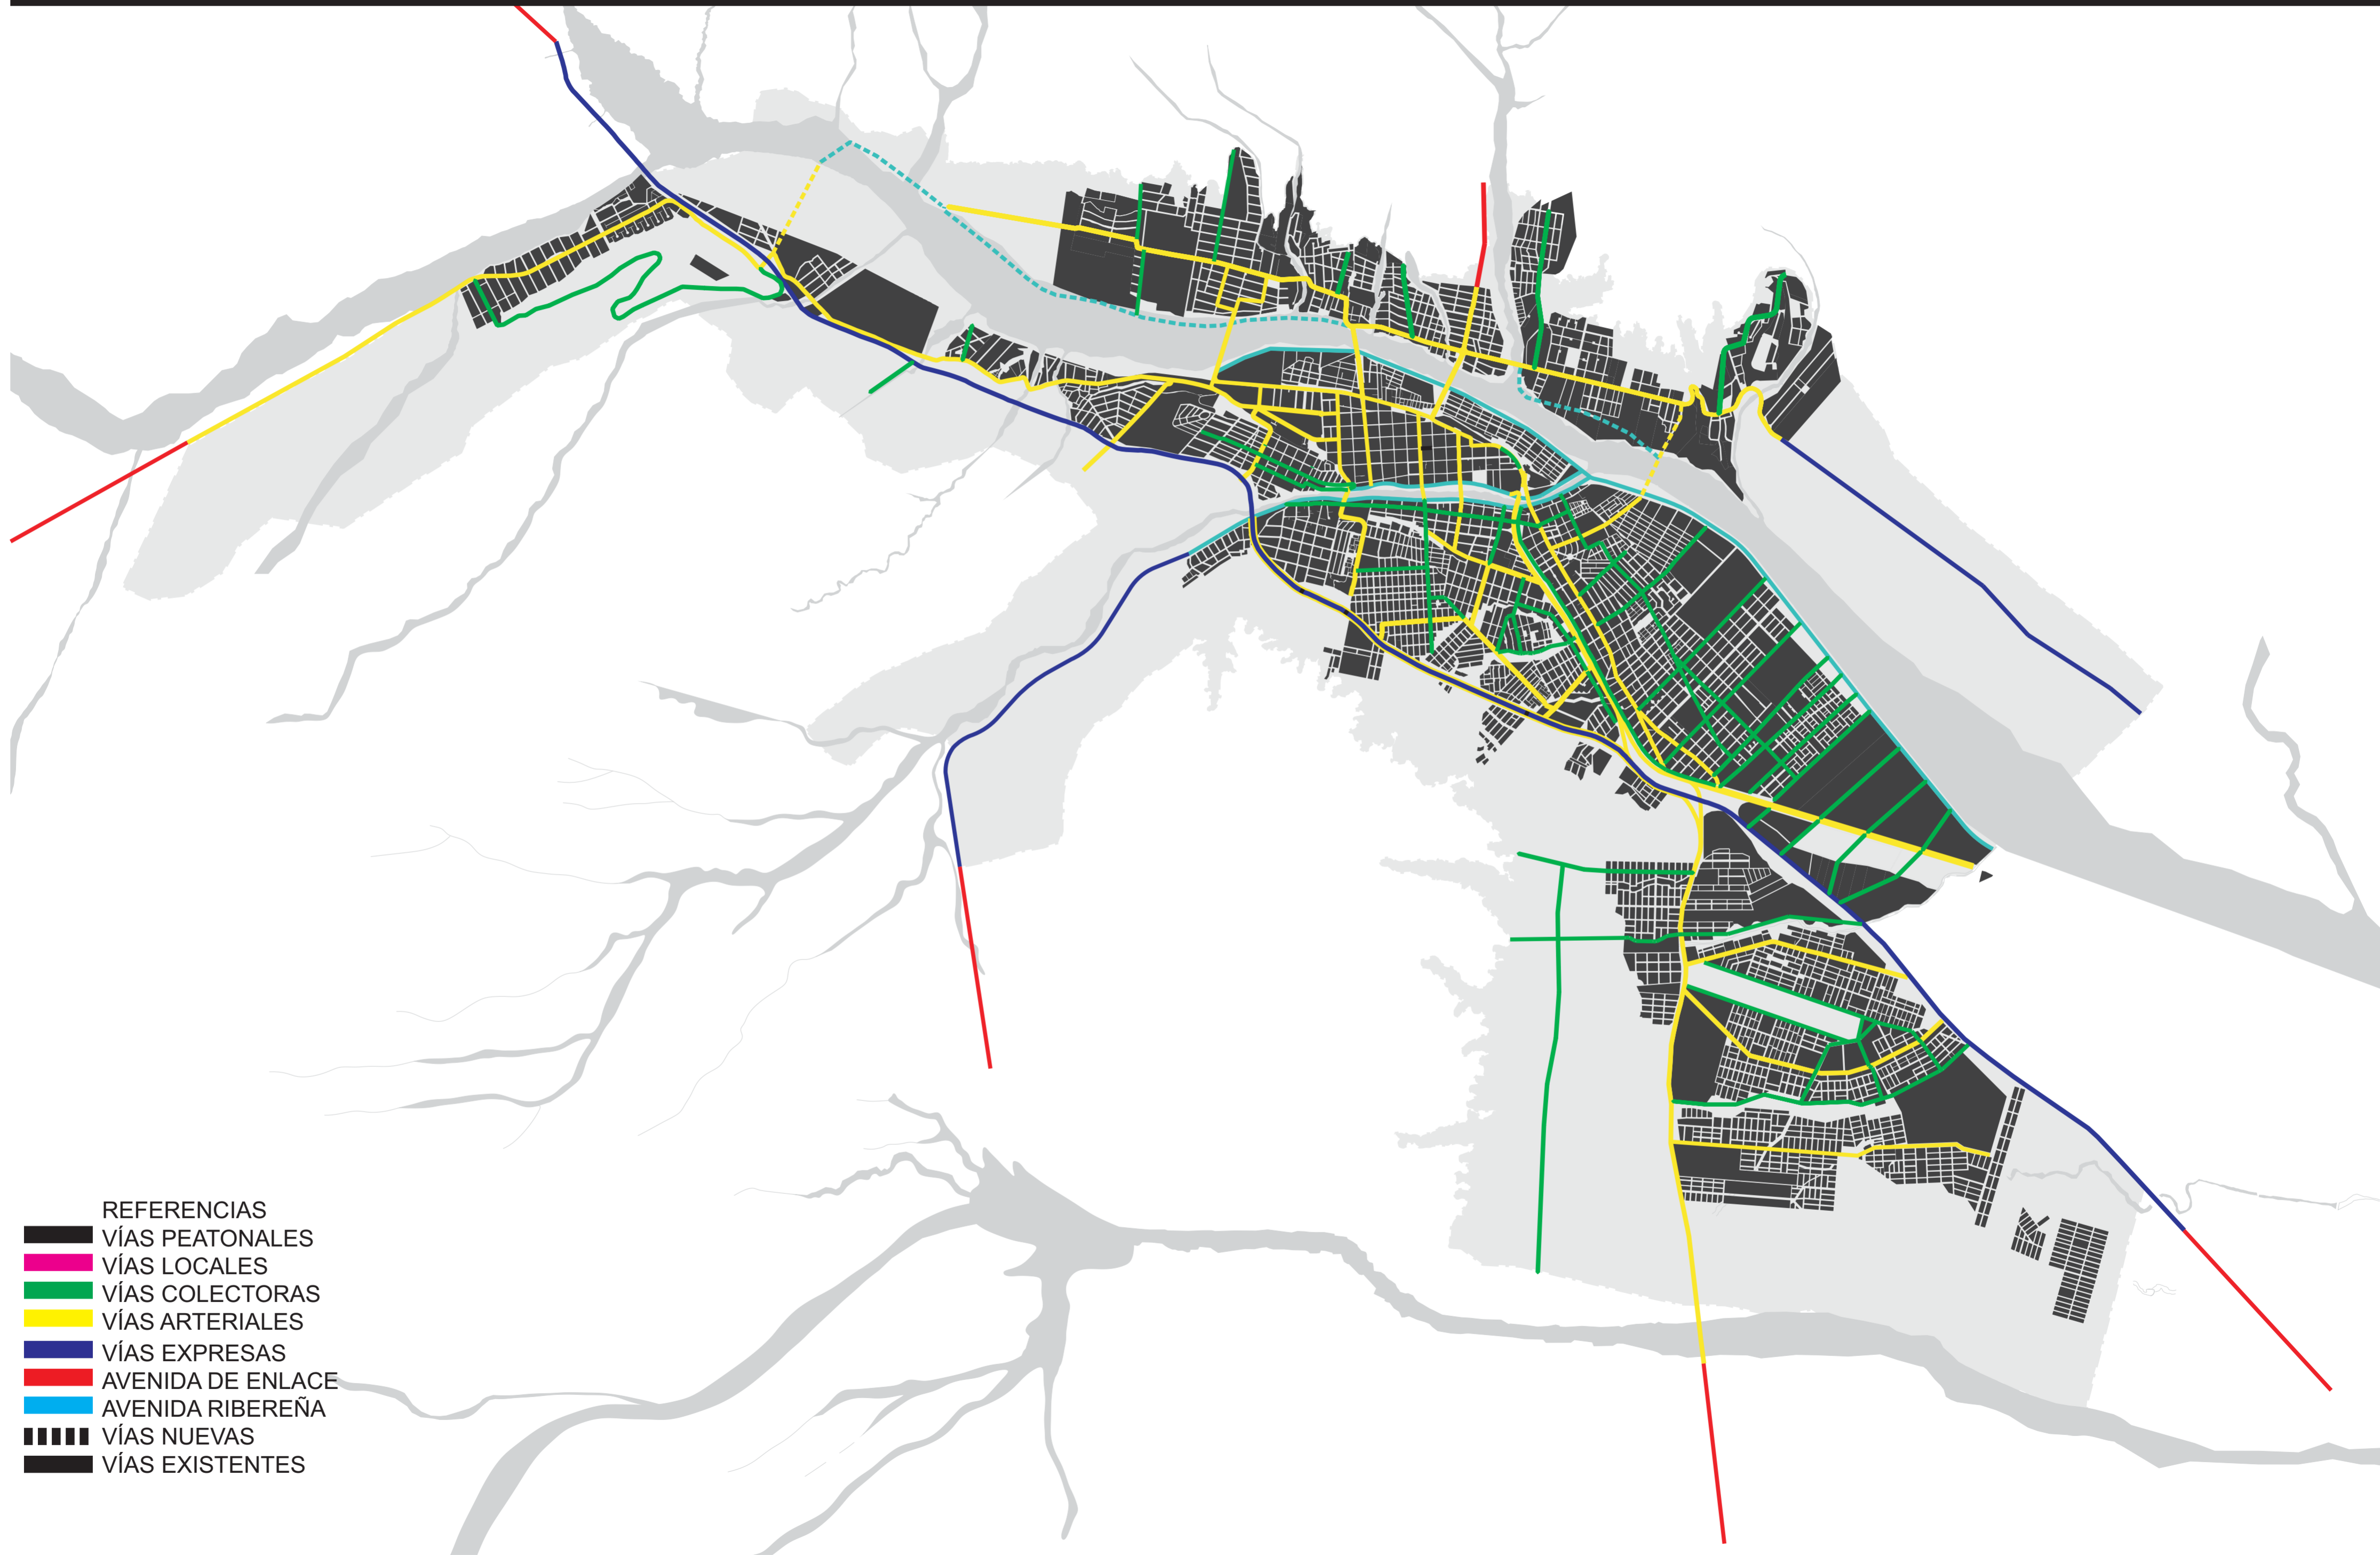 REFERENCIAS
VÍAS PEATONALES
VÍAS LOCALES
VÍAS COLECTORAS
VÍAS ARTERIALES
VÍAS EXPRESAS
AVENIDA DE ENLACE
AVENIDA RIBEREÑA
VÍAS NUEVAS
VÍAS EXISTENTES